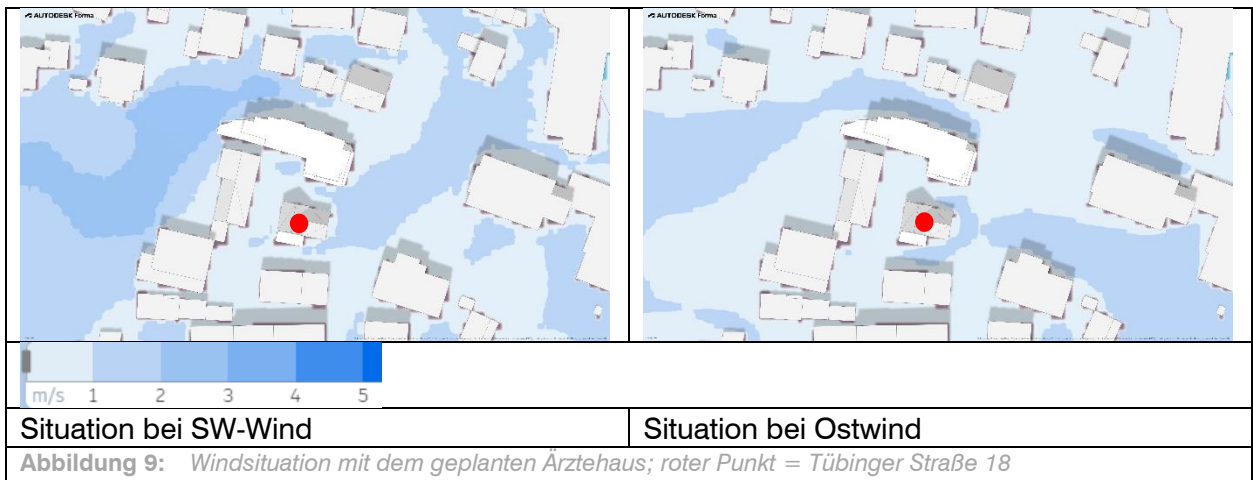 AUTODESK Forma
AUTODESK Forma
m/s 1 2 3 4 5
Situation bei SW-Wind
Situation bei Ostwind
Abbildung 9: Windsituation mit dem geplanten Ärztehaus; roter Punkt = Tübinger Straße 18